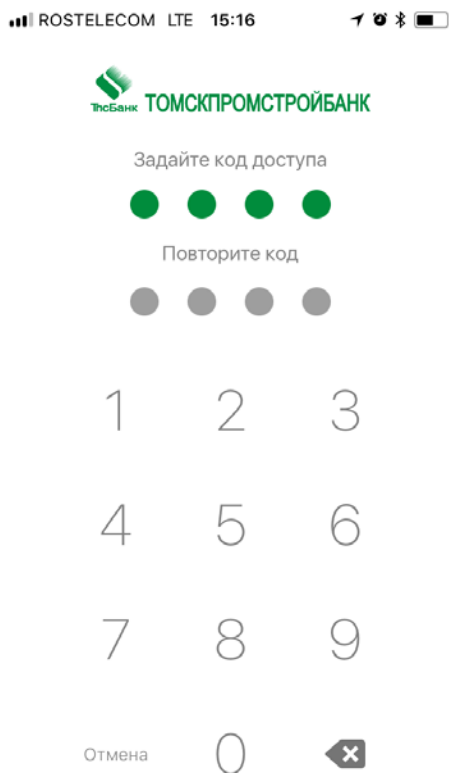 ROSTELECOM LTE 15:16
ТпсБанк ТОМСКПРОМСТРОЙБАНК
Задайте код доступа
Повторите код
1 2 3
4 5 6
7 8 9
Отмена 0